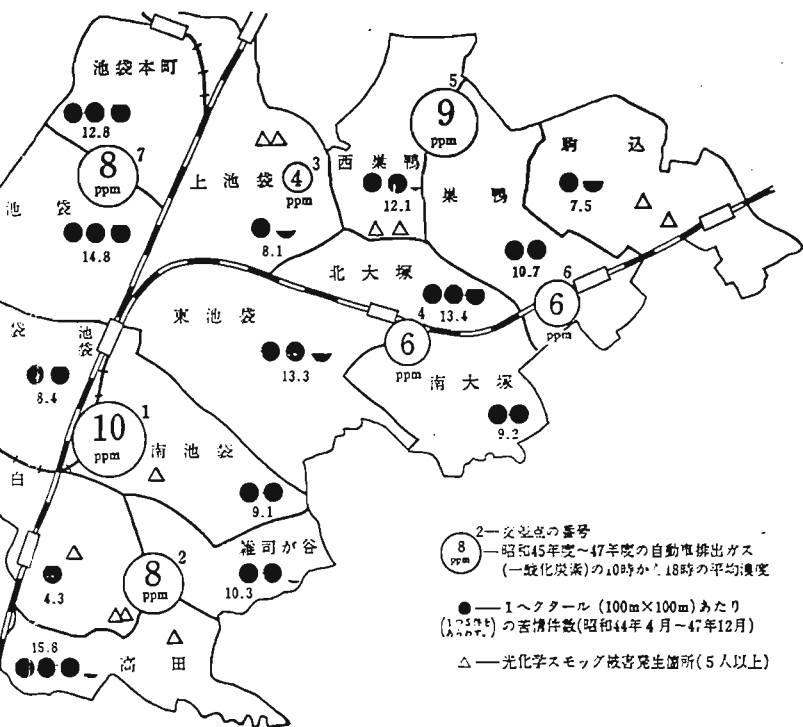 池袋本町
12.8
8
ppm
7
池袋
14.8
上池袋
4
ppm
3
8.1
西巣鴨
12.1
9
ppm
5
巣鴨
10.7
駒込
7.5
北大塚
13.4
4
6
ppm
6
6
ppm
東池袋
13.3
南大塚
9.2
袋
池袋
8.4
10
ppm
1
南池袋
9.1
白
4.3
8
ppm
2
雑司が谷
10.3
15.8
高田
2—交差点の番号
8
ppm
—昭和45年度~47年度の自動車排出ガス
(一酸化炭素)の10時から18時の平均濃度
●—1ヘクタール(100m×100m)あたり
の苦情件数(昭和44年4月~47年12月)
△—光化学スモッグ被害発生箇所(5人以上)